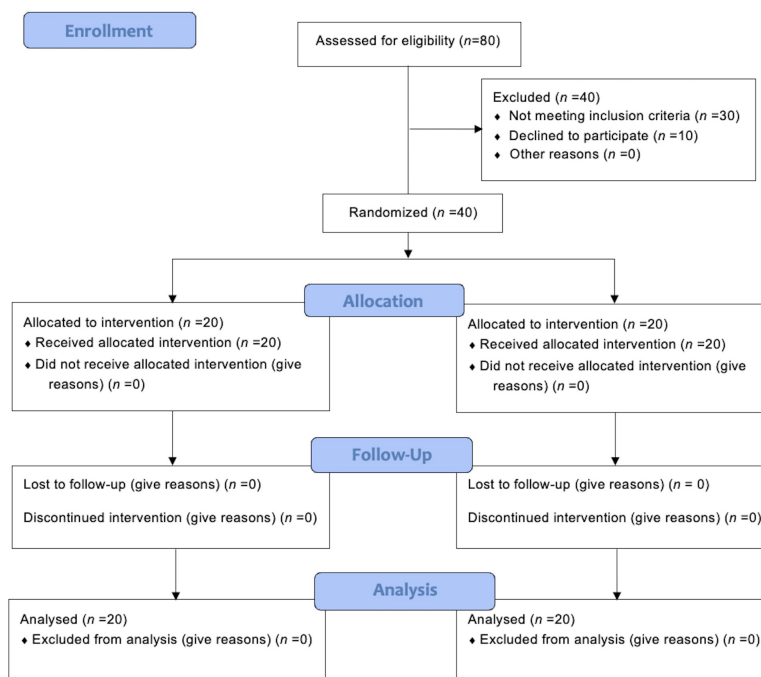 Enrollment
Assessed for eligibility (n=80)
Excluded (n =40)
♦ Not meeting inclusion criteria (n =30)
♦ Declined to participate (n =10)
♦ Other reasons (n =0)
Randomized (n =40)
Allocation
Allocated to intervention (n =20)
♦ Received allocated intervention (n =20)
♦ Did not receive allocated intervention (give
reasons) (n =0)
Allocated to intervention (n =20)
♦ Received allocated intervention (n =20)
♦ Did not receive allocated intervention (give
reasons) (n =0)
Follow-Up
Lost to follow-up (give reasons) (n =0)
Discontinued intervention (give reasons) (n =0)
Lost to follow-up (give reasons) (n = 0)
Discontinued intervention (give reasons) (n =0)
Analysis
Analysed (n =20)
♦ Excluded from analysis (give reasons) (n =0)
Analysed (n =20)
♦ Excluded from analysis (give reasons) (n =0)